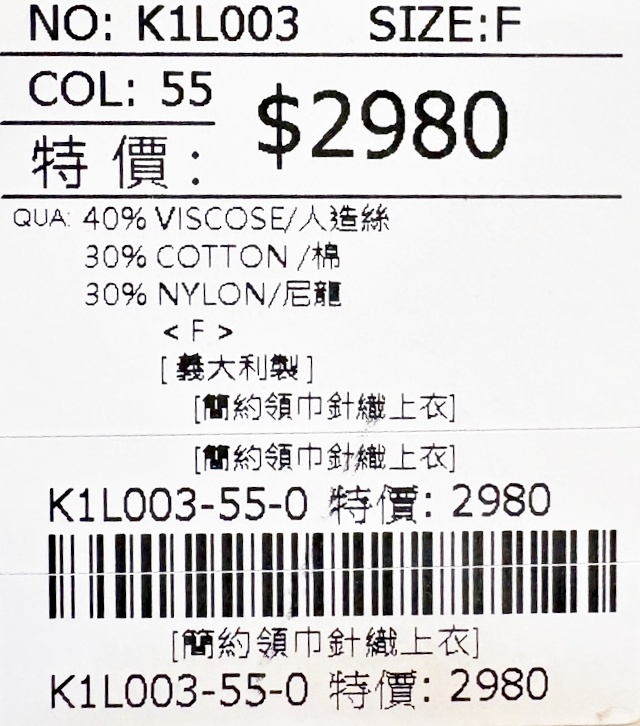 NO: K1L003 SIZE:F
COL: 55
$2980
特價:
QUA: 40% VISCOSE/人造絲
30% COTTON /棉
30% NYLON/尼龍
< F >
[ 義大利製 ]
[簡約領巾針織上衣]
[簡約領巾針織上衣]
K1L003-55-0 特價: 2980
[簡約領巾針織上衣]
K1L003-55-0 特價: 2980